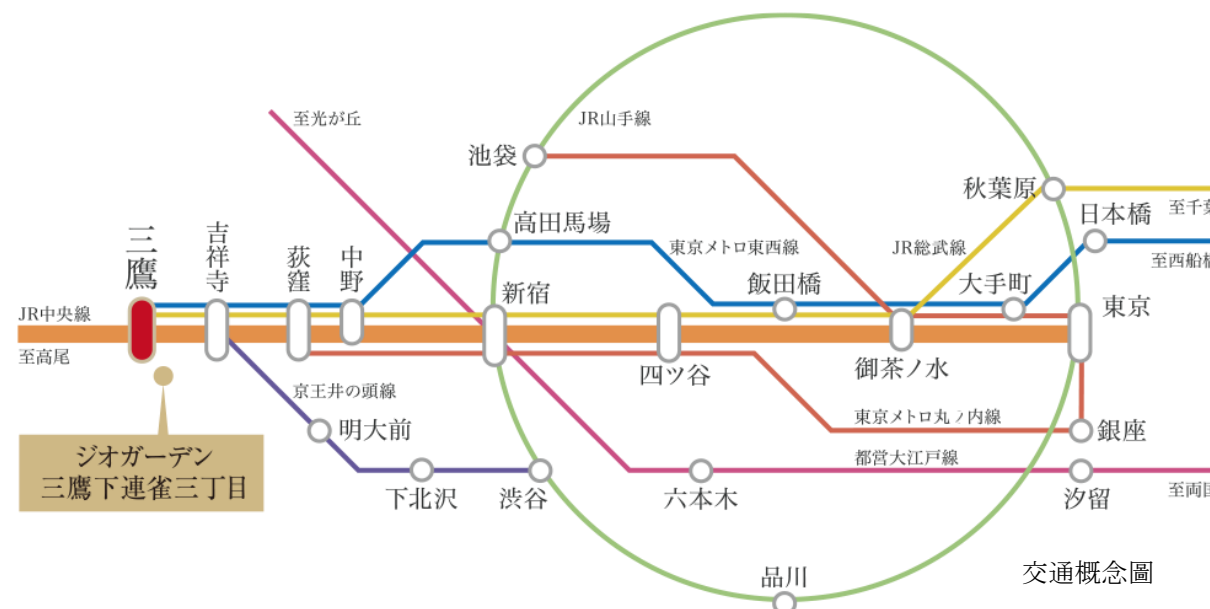 至光が丘
JR山手線
池袋
秋葉原
日本橋
至千葉
三鷹
吉祥寺
荻窪
中野
高田馬場
東京メトロ東西線
JR総武線
至西船橋
飯田橋
大手町
新宿
東京
JR中央線
至高尾
四ツ谷
御茶ノ水
京王井の頭線
明大前
東京メトロ丸ノ内線
銀座
ジオガーデン
三鷹下連雀三丁目
都営大江戸線
下北沢
渋谷
六本木
汐留
至両国
品川
交通概念圖